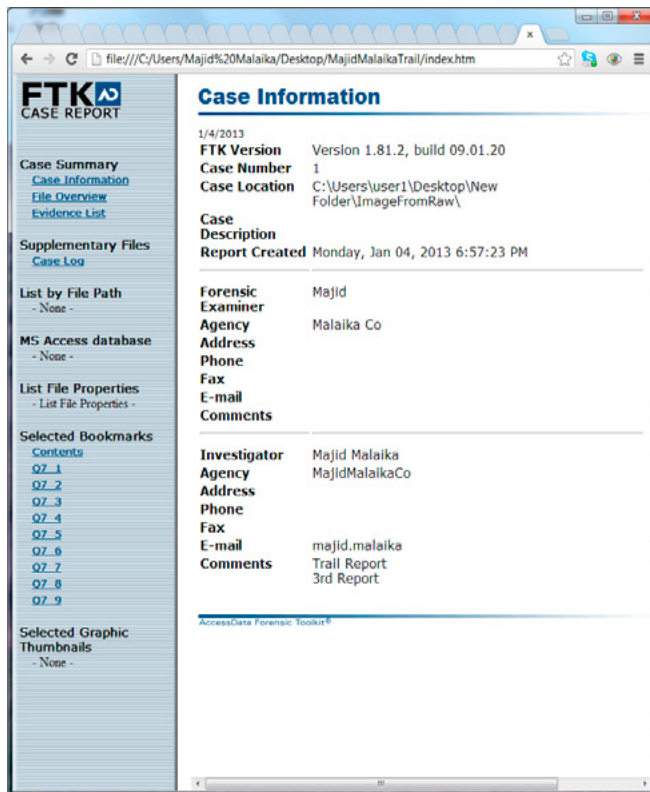 file:///C:/Users/Majid%20Malaika/Desktop/MajidMalaikaTrail/index.htm
FTK
CASE REPORT
Case Summary
Case Information
File Overview
Evidence List
Supplementary Files
Case Log
List by File Path
- None -
MS Access database
- None -
List File Properties
- List File Properties -
Selected Bookmarks
Contents
Q7_1
Q7_2
Q7_3
Q7_4
Q7_5
Q7_6
Q7_7
Q7_8
Q7_9
Selected Graphic
Thumbnails
- None -
Case Information
1/4/2013
FTK Version Version 1.81.2, build 09.01.20
Case Number 1
Case Location C:\Users\user1\Desktop\New
Folder\ImageFromRaw\
Case
Description
Report Created Monday, Jan 04, 2013 6:57:23 PM
Forensic Majid
Examiner
Agency Malaika Co
Address
Phone
Fax
E-mail
Comments
Investigator Majid Malaika
Agency MajidMalaikaCo
Address
Phone
Fax
E-mail majid.malaika
Comments Trail Report
3rd Report
AccessData Forensic Toolkit®